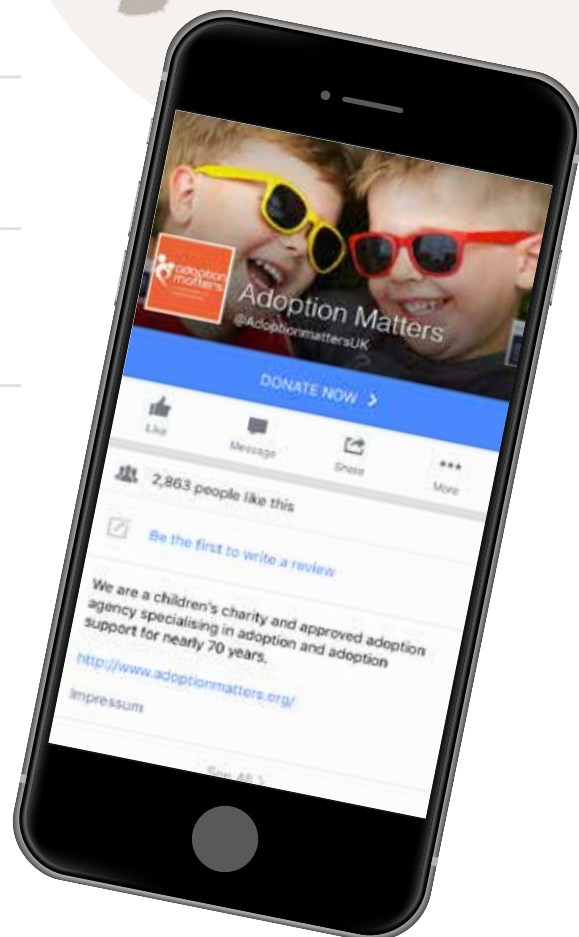 adoption
matters
Adoption Matters
@AdoptionmattersUK
DONATE NOW
Like
Message
Share
More
2,863 people like this
Be the first to write a review
We are a children's charity and approved adoption
agency specialising in adoption and adoption
support for nearly 70 years.
http://www.adoptionmatters.org/
Impressum
See All